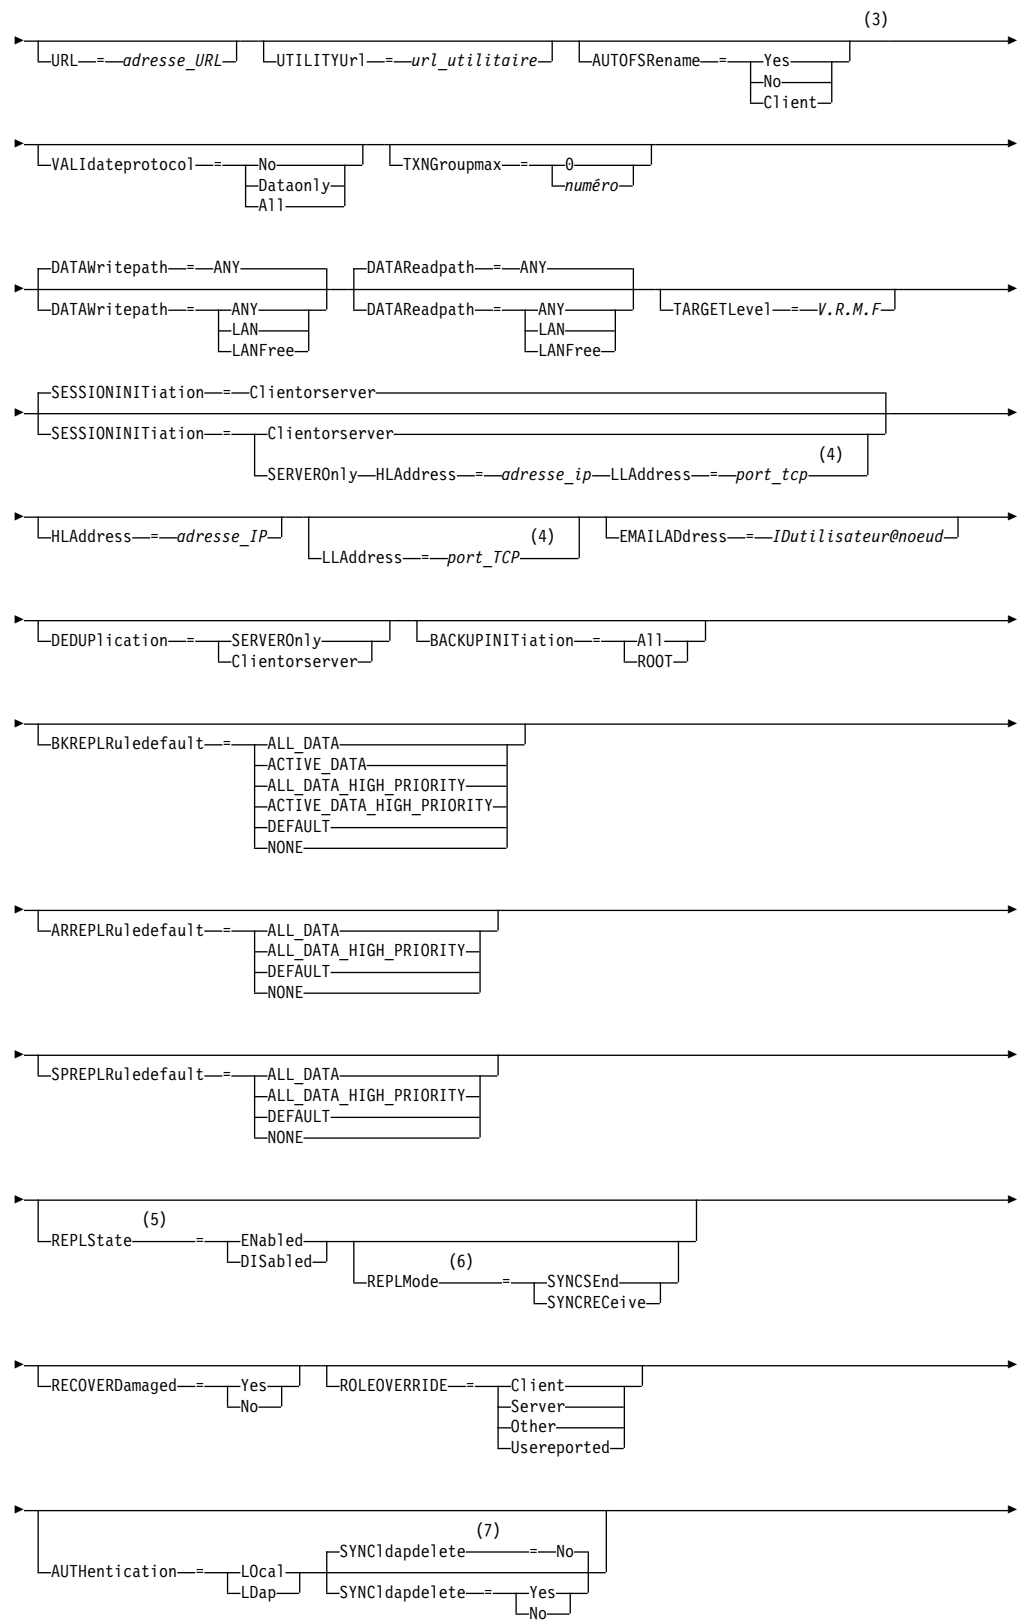 (3)
URL = adresse_URL UTILITYUrl = url_utilitaire AUTOFSRename = Yes
No
Client
VALIdateprotocol = No TXNGroupmax = 0
Dataonly numéro
All
DATAWritepath = ANY DATAReadpath = ANY
DATAWritepath = ANY DATAReadpath = ANY TARGETLevel = V.R.M.F
LAN LAN
LANFree LANFree
SESSIONINITiation = Clientorserver
SESSIONINITiation = Clientorserver
(4)
SERVEROnly HLAddress = adresse_ip LLAddress = port_tcp
HLAddress = adresse_IP (4) EMAILADdress = IDutilisateur@noeud
LLAddress = port_TCP
DEDUPlication = SERVEROnly BACKUPINITiation = All
Clientorserver ROOT
BKREPLRuledefault = ALL_DATA
ACTIVE_DATA
ALL_DATA_HIGH_PRIORITY
ACTIVE_DATA_HIGH_PRIORITY
DEFAULT
NONE
ARREPLRuledefault = ALL_DATA
ALL_DATA_HIGH_PRIORITY
DEFAULT
NONE
SPREPLRuledefault = ALL_DATA
ALL_DATA_HIGH_PRIORITY
DEFAULT
NONE
(5)
REPLState = ENabled
DISabled (6)
REPLMode = SYNCSEnd
SYNCRECeive
RECOVERDamaged = Yes ROLEOVERRIDE = Client
No Server
Other
Usereported
(7)
SYNCldapdelete = No
AUTHentication = LOcal
LDap SYNCldapdelete = Yes
No